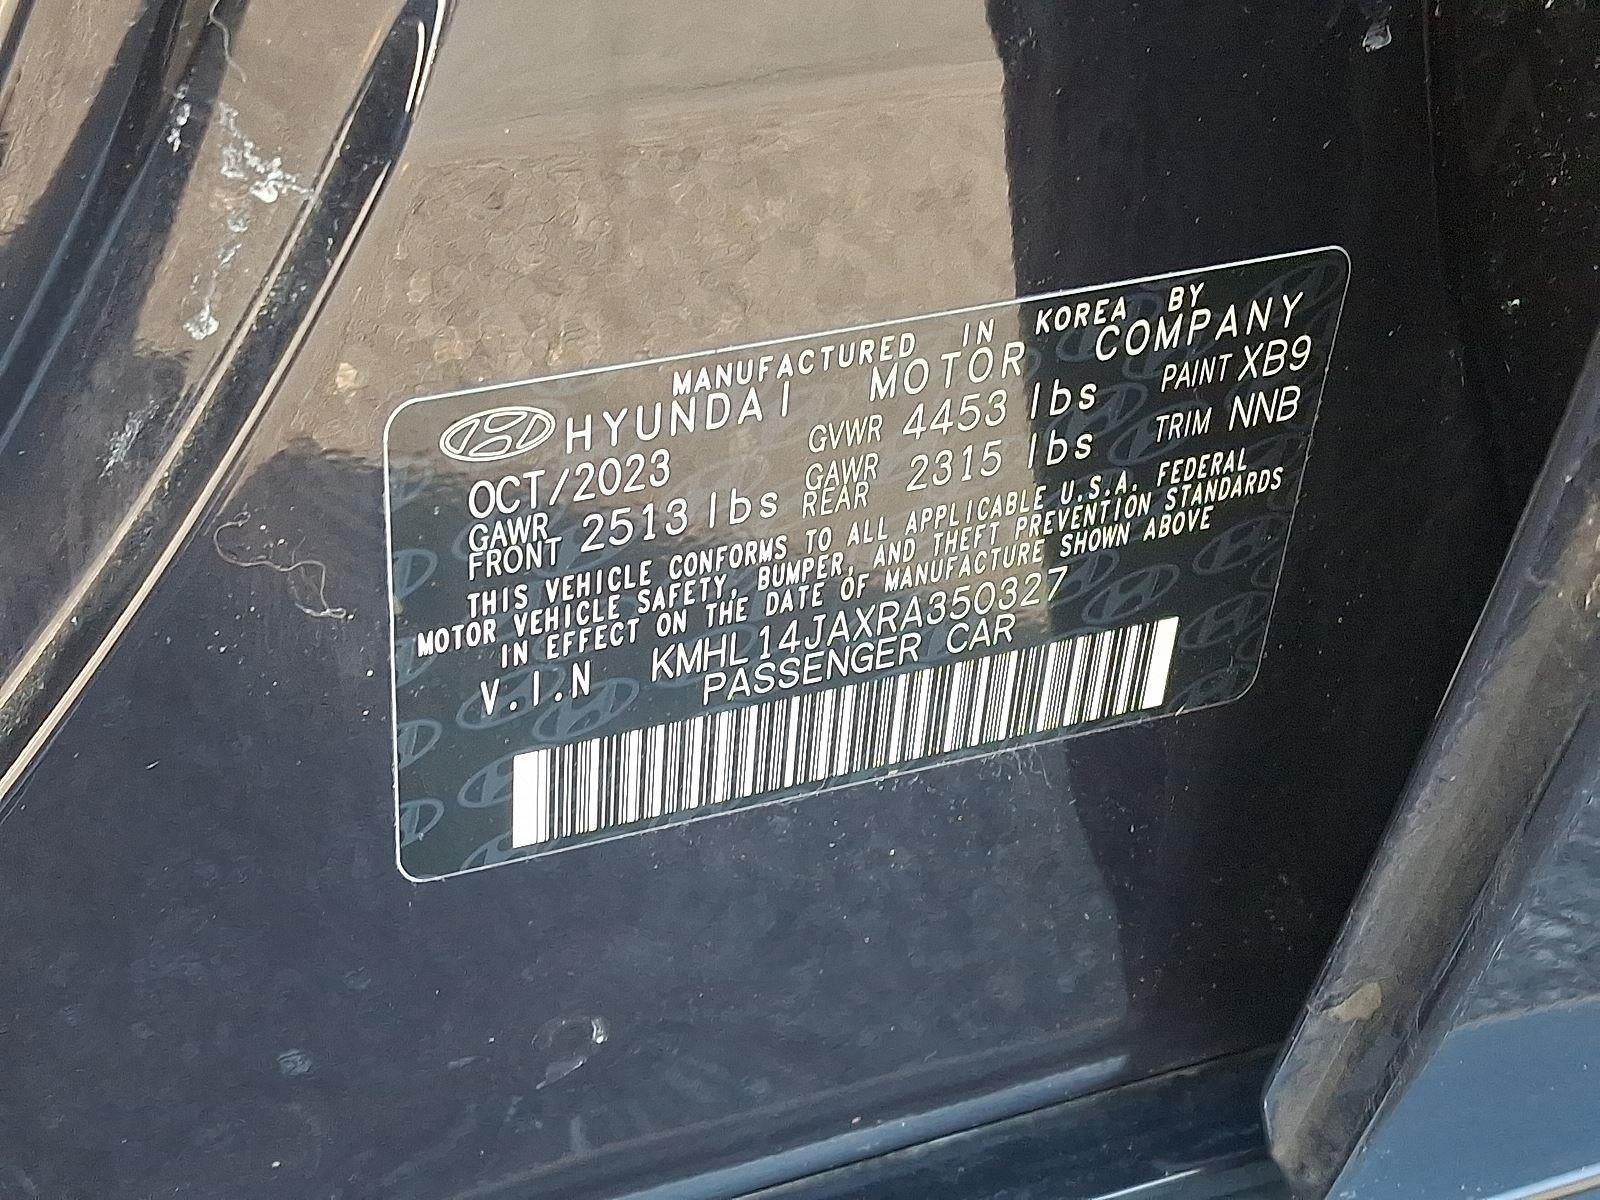 MANUFACTURED IN KOREA BY
HYUNDAI MOTOR COMPANY
OCT/2023 GVWR 4453 lbs PAINT XB9
GAWR FRONT 2513 lbs GAWR REAR 2315 lbs TRIM NNB
THIS VEHICLE CONFORMS TO ALL APPLICABLE U.S.A. FEDERAL
MOTOR VEHICLE SAFETY, BUMPER, AND THEFT PREVENTION STANDARDS
IN EFFECT ON THE DATE OF MANUFACTURE SHOWN ABOVE
V.I.N KMHL14JAXRA350327
PASSENGER CAR